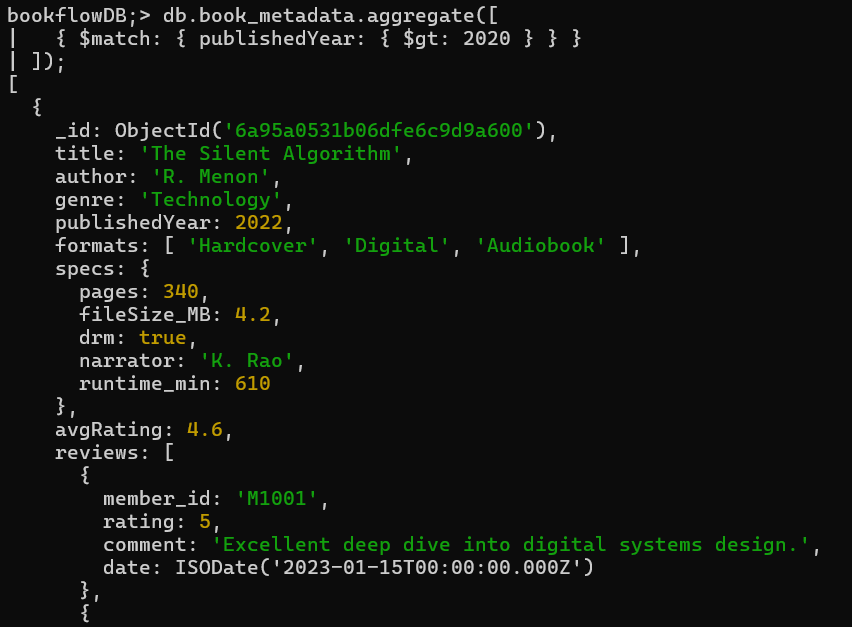 bookflowDB;> db.book_metadata.aggregate([
|   { $match: { publishedYear: { $gt: 2020 } } }
| ]);
[
  {
    _id: ObjectId('6a95a0531b06dfe6c9d9a600'),
    title: 'The Silent Algorithm',
    author: 'R. Menon',
    genre: 'Technology',
    publishedYear: 2022,
    formats: [ 'Hardcover', 'Digital', 'Audiobook' ],
    specs: {
      pages: 340,
      fileSize_MB: 4.2,
      drm: true,
      narrator: 'K. Rao',
      runtime_min: 610
    },
    avgRating: 4.6,
    reviews: [
      {
        member_id: 'M1001',
        rating: 5,
        comment: 'Excellent deep dive into digital systems design.',
        date: ISODate('2023-01-15T00:00:00.000Z')
      },
      {